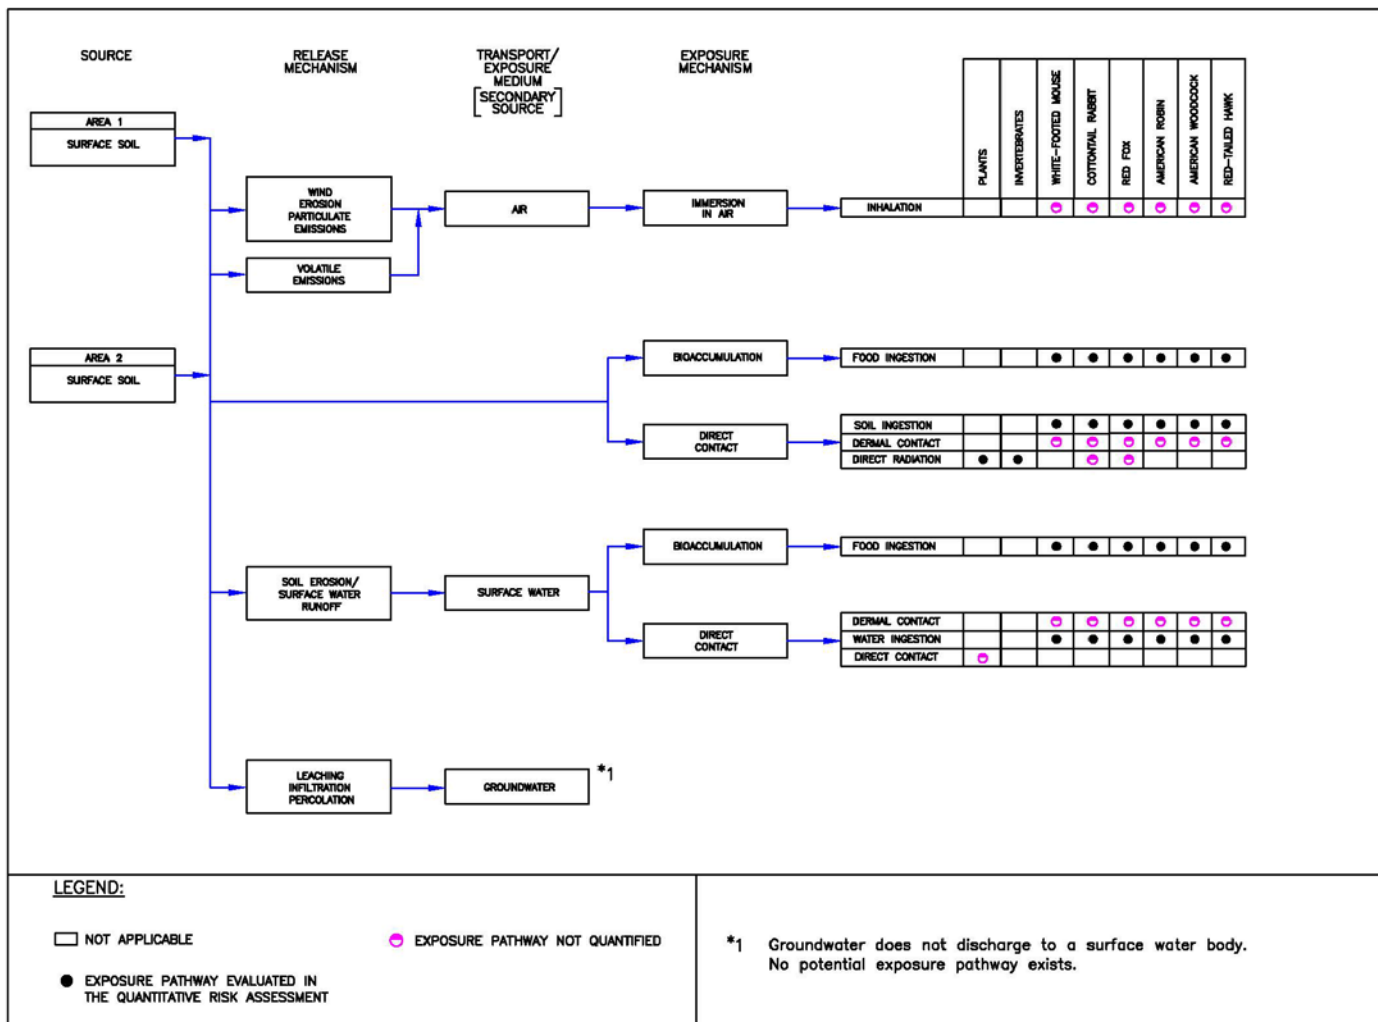 SOURCE
RELEASE
MECHANISM
TRANSPORT/
EXPOSURE
MEDIUM
[SECONDARY
SOURCE]
EXPOSURE
MECHANISM
PLANTS
INVERTEBRATES
WHITE-FOOTED MOUSE
COTTONTAIL RABBIT
RED FOX
AMERICAN ROBIN
AMERICAN WOODCOCK
RED-TAILED HAWK
AREA 1
SURFACE SOIL
WIND
EROSION
PARTICULATE
EMISSIONS
AIR
IMMERSION
IN AIR
INHALATION
VOLATILE
EMISSIONS
AREA 2
SURFACE SOIL
BIOACCUMULATION
FOOD INGESTION
DIRECT
CONTACT
SOIL INGESTION
DERMAL CONTACT
DIRECT RADIATION
BIOACCUMULATION
FOOD INGESTION
SOIL EROSION/
SURFACE WATER
RUNOFF
SURFACE WATER
DIRECT
CONTACT
DERMAL CONTACT
WATER INGESTION
DIRECT CONTACT
LEACHING
INFILTRATION
PERCOLATION
GROUNDWATER
*1
LEGEND:
NOT APPLICABLE
EXPOSURE PATHWAY NOT QUANTIFIED
EXPOSURE PATHWAY EVALUATED IN
THE QUANTITATIVE RISK ASSESSMENT
*1 Groundwater does not discharge to a surface water body.
No potential exposure pathway exists.